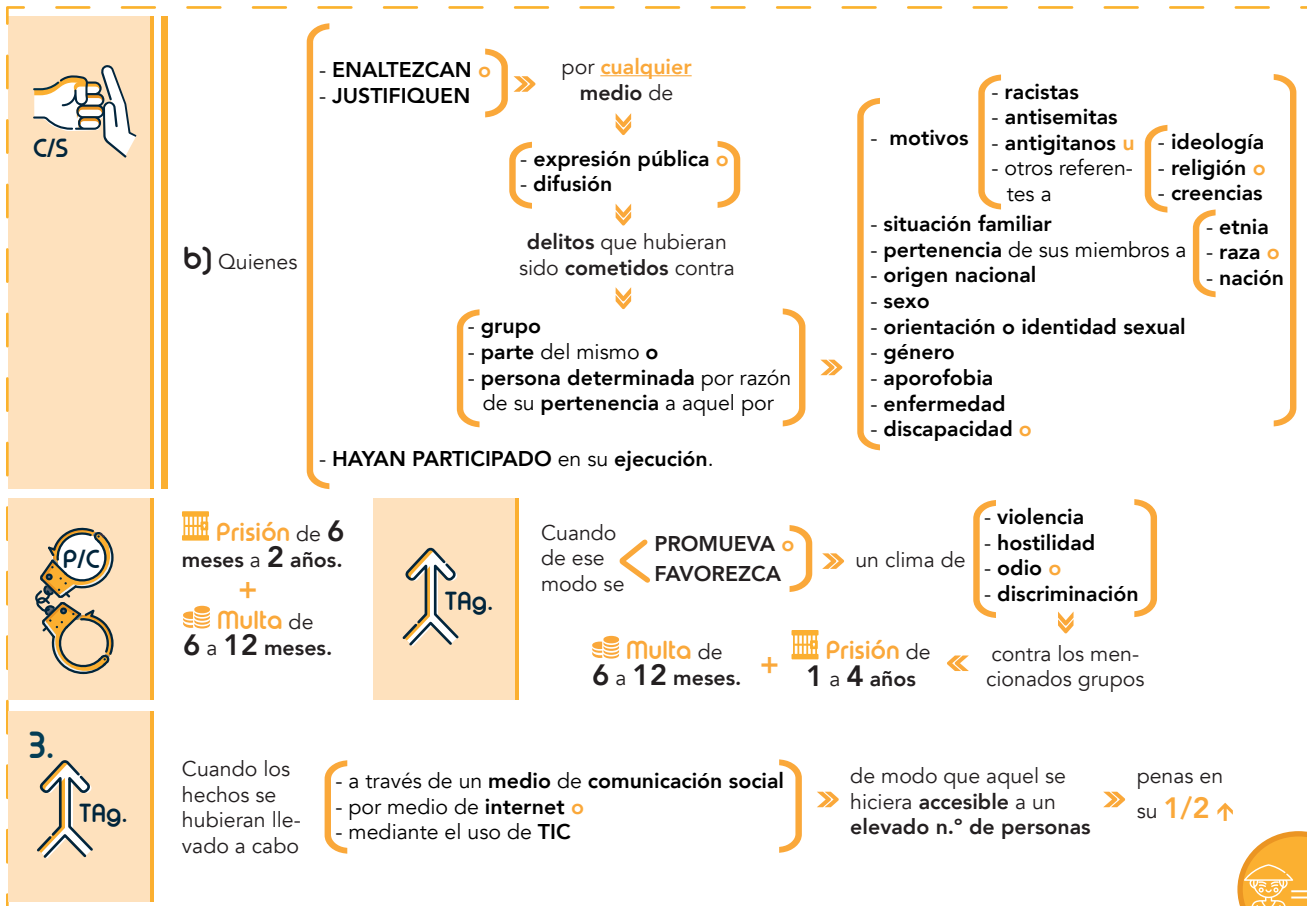 C/S
b) Quienes
- ENALTEZCAN o
- JUSTIFIQUEN
por cualquier
medio de
- expresión pública o
- difusión
delitos que hubieran
sido cometidos contra
- grupo
- parte del mismo o
- persona determinada por razón
de su pertenencia a aquel por
- motivos
- racistas
- antisemitas
- antigitanos u
- otros referen-
tes a
- ideología
- religión o
- creencias
- situación familiar
- pertenencia de sus miembros a
- etnia
- raza o
- nación
- origen nacional
- sexo
- orientación o identidad sexual
- género
- aporofobia
- enfermedad
- discapacidad o
- HAYAN PARTICIPADO en su ejecución.
P/C
Prisión de 6
meses a 2 años.
+
Multa de
6 a 12 meses.
TAg.
Cuando
de ese
modo se
PROMUEVA o
FAVOREZCA
un clima de
- violencia
- hostilidad
- odio o
- discriminación
contra los men-
cionados grupos
Prisión de
1 a 4 años
+
Multa de
6 a 12 meses.
3.
TAg.
Cuando los
hechos se
hubieran lle-
vado a cabo
- a través de un medio de comunicación social
- por medio de internet o
- mediante el uso de TIC
de modo que aquel se
hiciera accesible a un
elevado n.º de personas
penas en
su 1/2 ↑